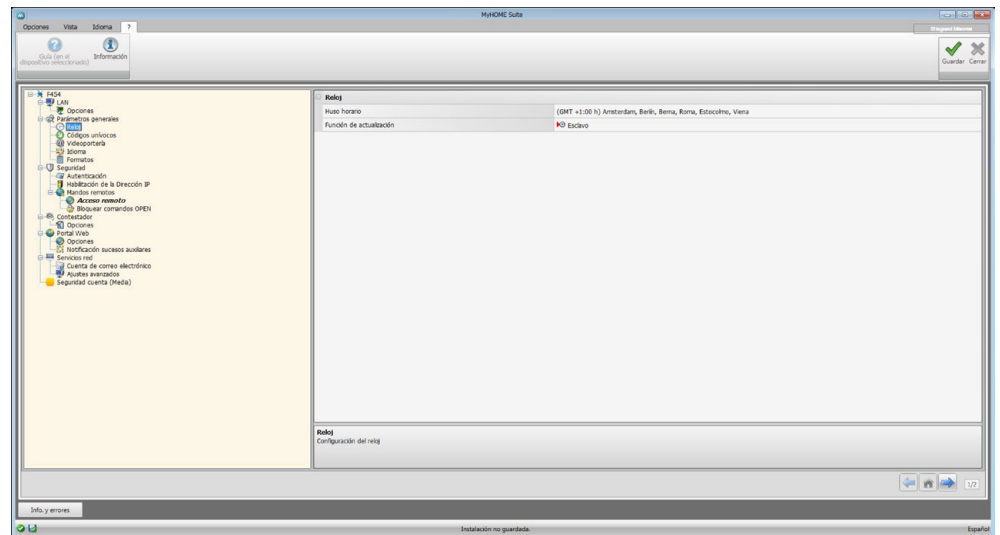 MyHOME Suite
Opciones Vista Idioma ?
Guía (en el
dispositivo seleccionado)
Información
Guardar Cerrar
F454
LAN
Opciones
Parámetros generales
Reloj
Códigos unívocos
Videoportería
Idioma
Formatos
Seguridad
Autenticación
Habilitación de la Dirección IP
Mandos remotos
Acceso remoto
Bloquear comandos OPEN
Contestador
Opciones
Portal Web
Opciones
Notificación sucesos auxiliares
Servicios red
Cuenta de correo electrónico
Ajustes avanzados
Seguridad cuenta (Media)
Reloj
Huso horario (GMT +1:00 h) Amsterdam, Berlín, Berna, Roma, Estocolmo, Viena
Función de actualización Esclavo
Reloj
Configuración del reloj
1/2
Info. y errores
Instalación no guardada.
Español